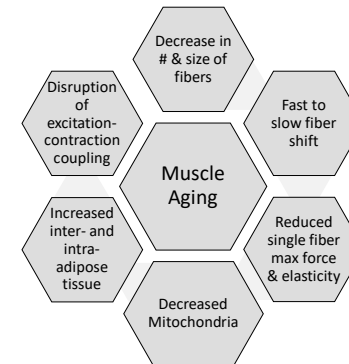 Decrease in
# & size of
fibers
Fast to
slow fiber
shift
Reduced
single fiber
max force
& elasticity
Decreased
Mitochondria
Increased
inter- and
intra-
adipose
tissue
Disruption
of
excitation-
contraction
coupling
Muscle
Aging